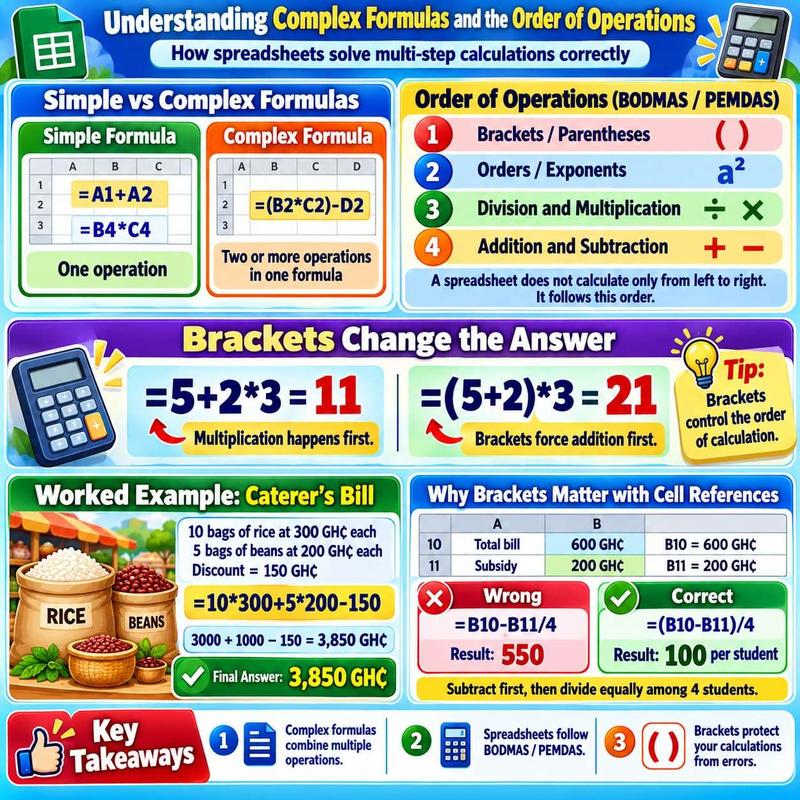 Understanding Complex Formulas and the Order of Operations
How spreadsheets solve multi-step calculations correctly
Simple vs Complex Formulas
Simple Formula
A B C
1
2
3
=A1+A2
=B4*C4
One operation
Complex Formula
A B C D
1
2
3
=(B2*C2)-D2
Two or more operations
in one formula
Order of Operations (BODMAS / PEMDAS)
1 Brackets / Parentheses ( )
2 Orders / Exponents a²
3 Division and Multiplication ÷ ×
4 Addition and Subtraction + −
A spreadsheet does not calculate only from left to right.
It follows this order.
Brackets Change the Answer
=5+2*3 = 11
Multiplication happens first.
=(5+2)*3 = 21
Brackets force addition first.
Tip:
Brackets
control the order
of calculation.
Worked Example: Caterer's Bill
RICE
BEANS
10 bags of rice at 300 GH₵ each
5 bags of beans at 200 GH₵ each
Discount = 150 GH₵
=10*300+5*200-150
3000 + 1000 − 150 = 3,850 GH₵
Final Answer: 3,850 GH₵
Why Brackets Matter with Cell References
A B
10 Total bill 600 GH₵ B10 = 600 GH₵
11 Subsidy 200 GH₵ B11 = 200 GH₵
Wrong
=B10-B11/4
Result: 550
Correct
=(B10-B11)/4
Result: 100 per student
Subtract first, then divide equally among 4 students.
Key
Takeaways
1 Complex formulas
combine multiple
operations.
2 Spreadsheets follow
BODMAS / PEMDAS.
3 ( ) Brackets protect
your calculations
from errors.